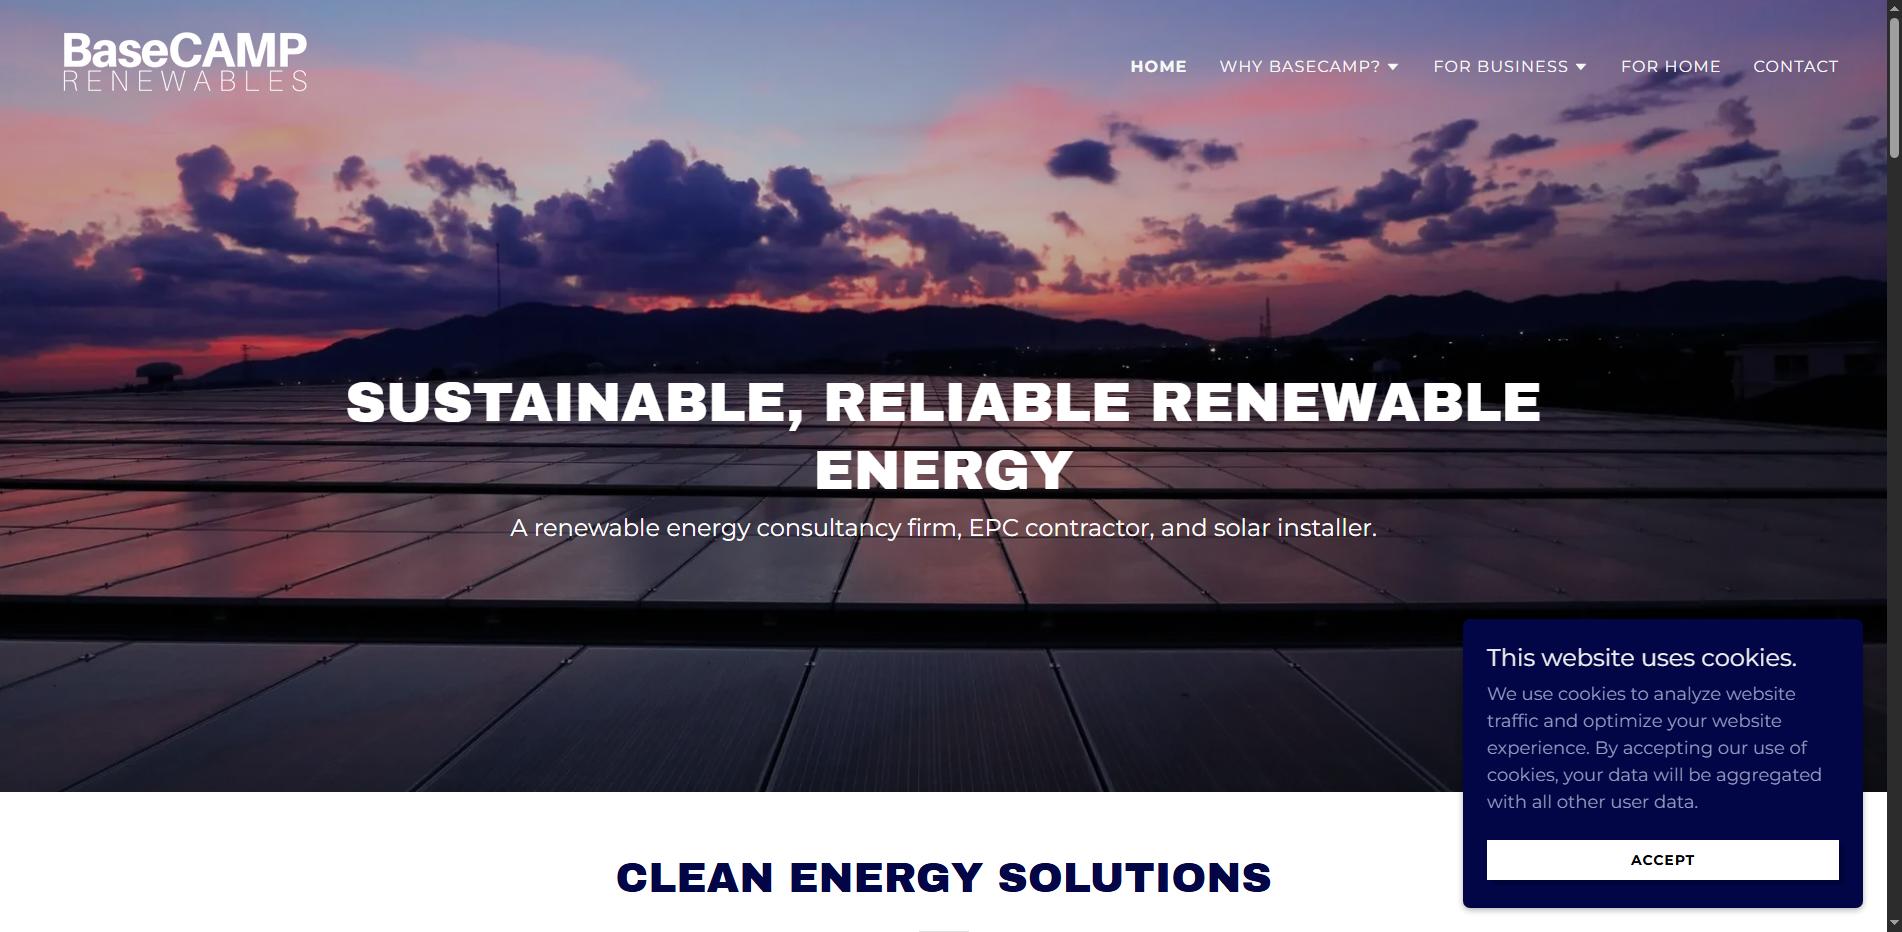 BaseCAMP
RENEWABLES
HOME
WHY BASECAMP?
FOR BUSINESS
FOR HOME
CONTACT
SUSTAINABLE, RELIABLE RENEWABLE
ENERGY
A renewable energy consultancy firm, EPC contractor, and solar installer.
This website uses cookies.
We use cookies to analyze website
traffic and optimize your website
experience. By accepting our use of
cookies, your data will be aggregated
with all other user data.
ACCEPT
CLEAN ENERGY SOLUTIONS